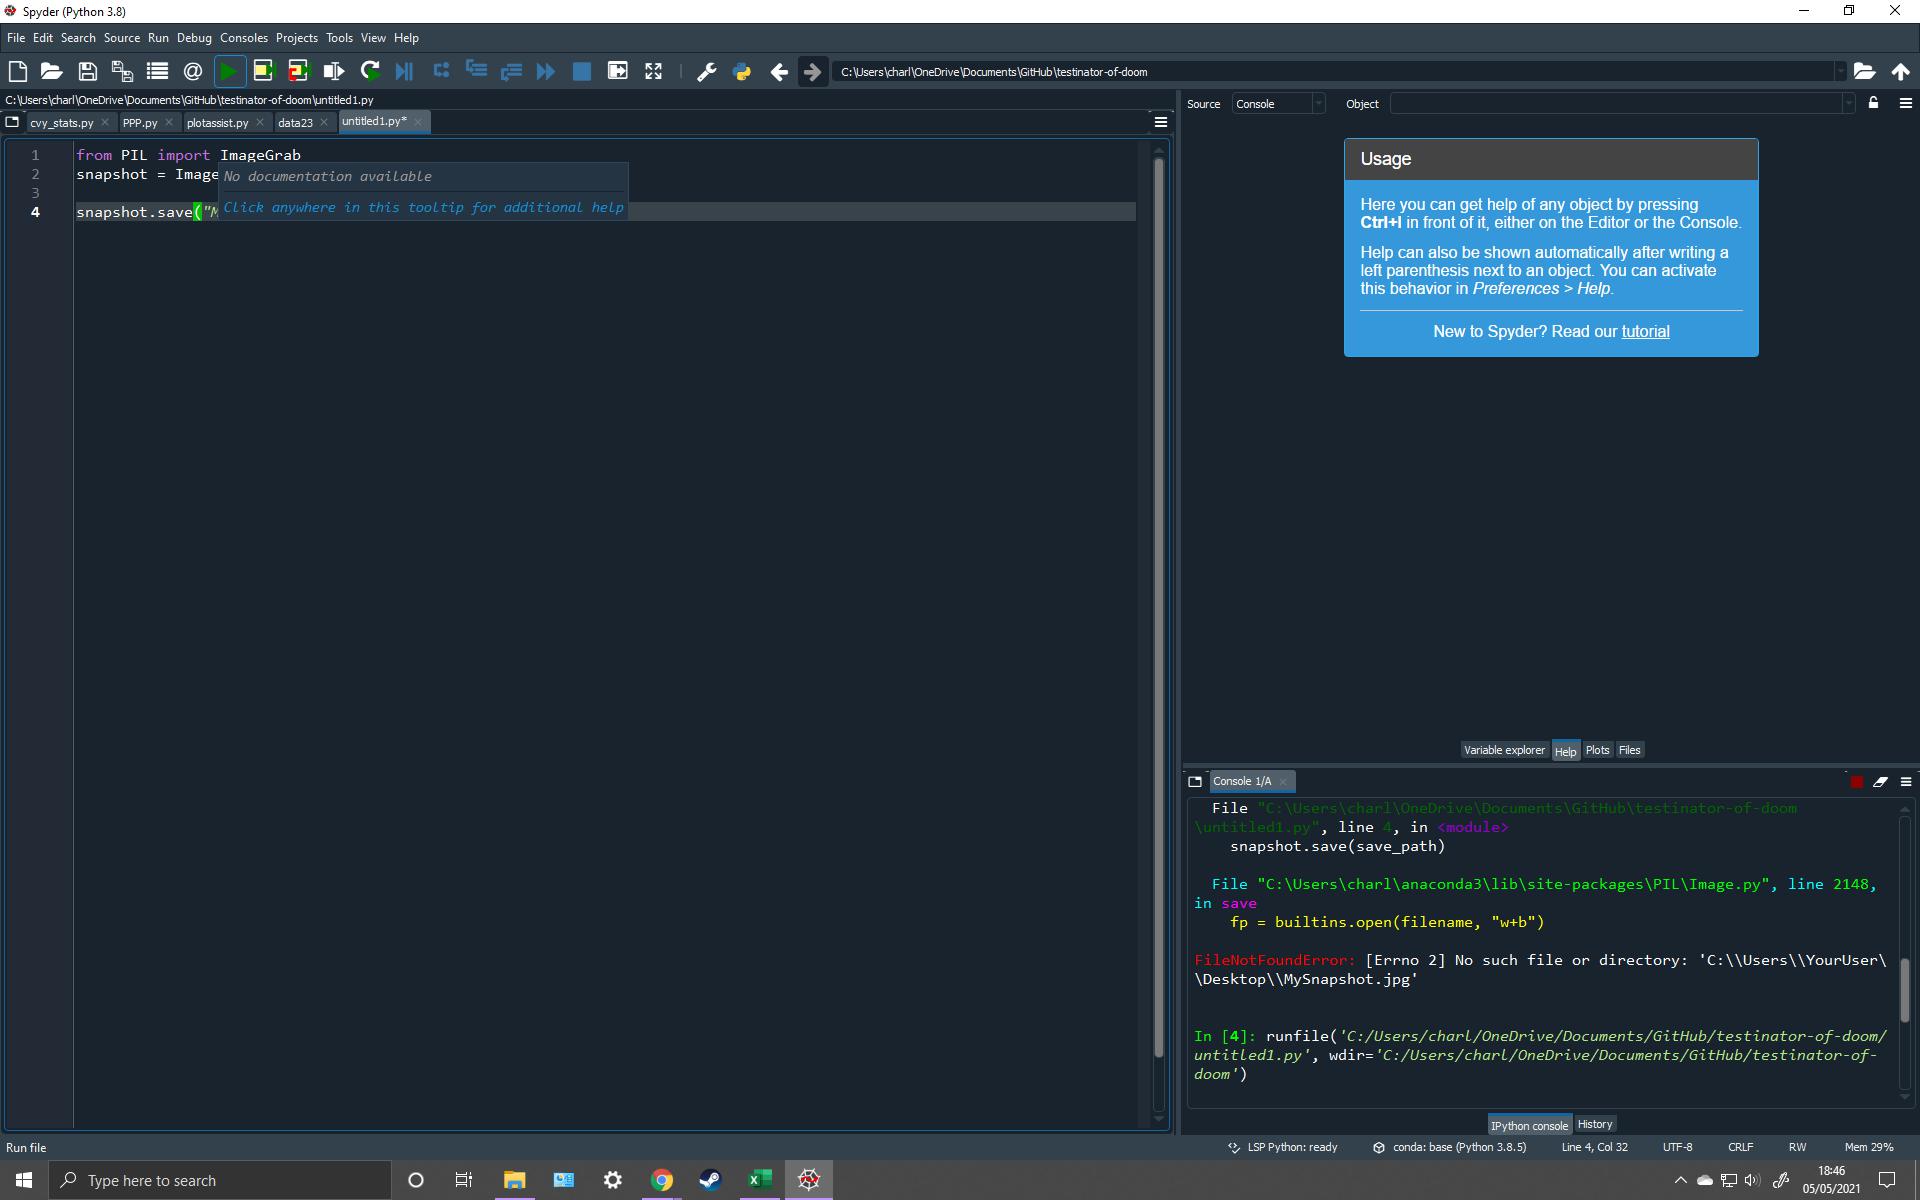 Spyder (Python 3.8)
File Edit Search Source Run Debug Consoles Projects Tools View Help
C:\Users\charl\OneDrive\Documents\GitHub\testinator-of-doom
C:\Users\charl\OneDrive\Documents\GitHub\testinator-of-doom\untitled1.py
cvy_stats.py PPP.py plotassist.py data23 untitled1.py*
1 from PIL import ImageGrab
2 snapshot = Image
3
4 snapshot.save("M
No documentation available
Click anywhere in this tooltip for additional help
Source Console Object
Usage
Here you can get help of any object by pressing
Ctrl+I in front of it, either on the Editor or the Console.
Help can also be shown automatically after writing a
left parenthesis next to an object. You can activate
this behavior in Preferences > Help.
New to Spyder? Read our tutorial
Variable explorer Help Plots Files
Console 1/A
File "C:\Users\charl\OneDrive\Documents\GitHub\testinator-of-doom
\untitled1.py", line 4, in <module>
snapshot.save(save_path)
File "C:\Users\charl\anaconda3\lib\site-packages\PIL\Image.py", line 2148,
in save
fp = builtins.open(filename, "w+b")
FileNotFoundError: [Errno 2] No such file or directory: 'C:\\Users\\YourUser\
\Desktop\\MySnapshot.jpg'
In [4]: runfile('C:/Users/charl/OneDrive/Documents/GitHub/testinator-of-doom/
untitled1.py', wdir='C:/Users/charl/OneDrive/Documents/GitHub/testinator-of-
doom')
IPython console History
Run file LSP Python: ready conda: base (Python 3.8.5) Line 4, Col 32 UTF-8 CRLF RW Mem 29%
Type here to search
18:46
05/05/2021